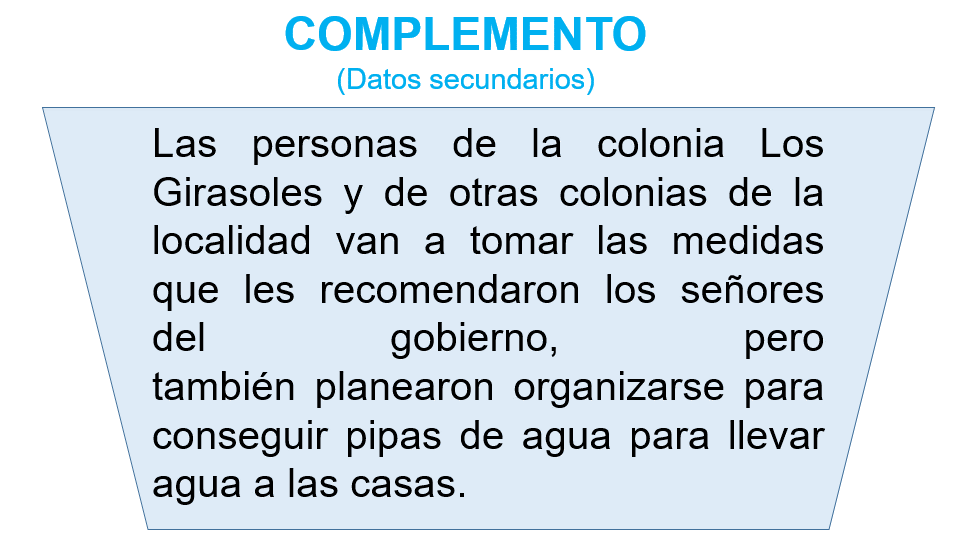 COMPLEMENTO
(Datos secundarios)
Las personas de la colonia Los
Girasoles y de otras colonias de la
localidad van a tomar las medidas
que les recomendaron los señores
del gobierno, pero
también planearon organizarse para
conseguir pipas de agua para llevar
agua a las casas.